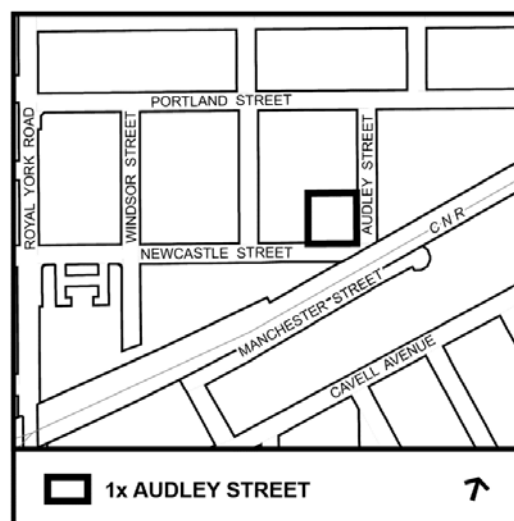 PORTLAND STREET
ROYAL YORK ROAD
WINDSOR STREET
AUDLEY STREET
NEWCASTLE STREET
CNR
MANCHESTER STREET
CAVELL AVENUE
1x AUDLEY STREET